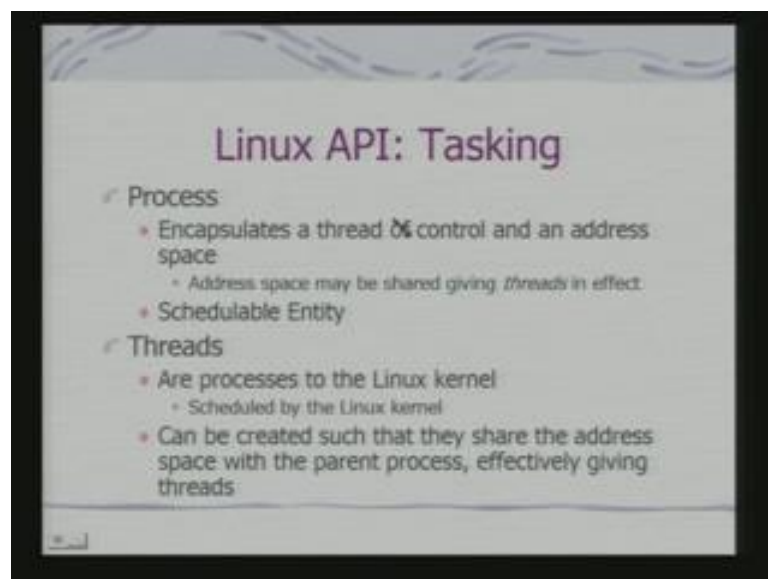 Linux API: Tasking
Process
Encapsulates a thread of control and an address
space
Address space may be shared giving threads in effect
Schedulable Entity
Threads
Are processes to the Linux kernel
Scheduled by the Linux kernel
Can be created such that they share the address
space with the parent process, effectively giving
threads